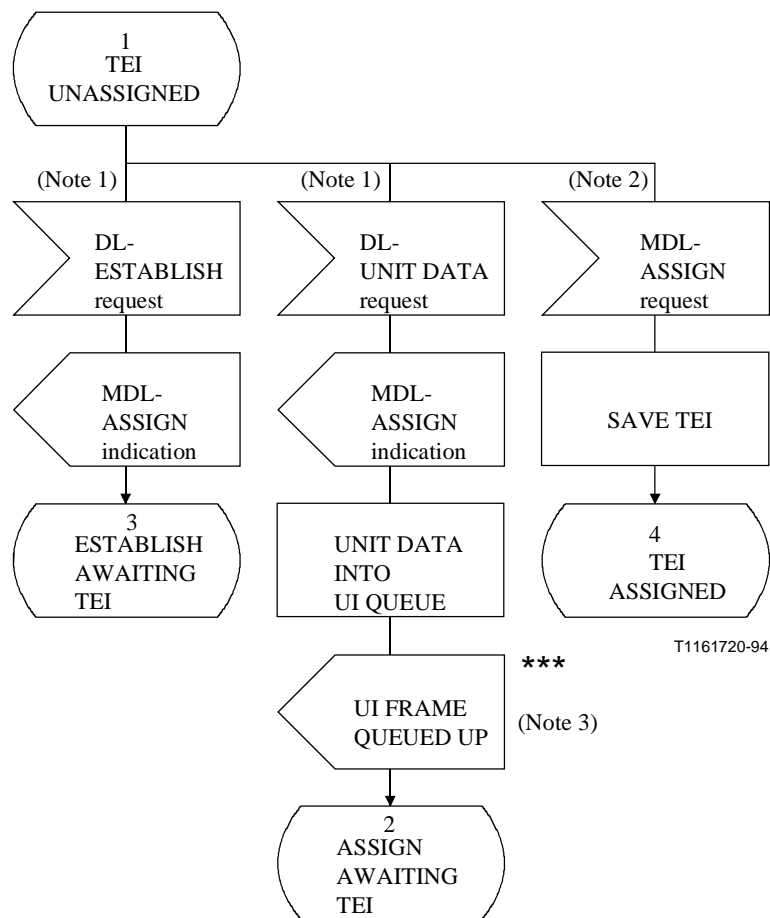 1
TEI
UNASSIGNED
(Note 1)
(Note 1)
(Note 2)
DL-
ESTABLISH
request
DL-
UNIT DATA
request
MDL-
ASSIGN
request
MDL-
ASSIGN
indication
MDL-
ASSIGN
indication
SAVE TEI
3
ESTABLISH
AWAITING
TEI
UNIT DATA
INTO
UI QUEUE
4
TEI
ASSIGNED
T1161720-94
***
UI FRAME
QUEUED UP
(Note 3)
2
ASSIGN
AWAITING
TEI